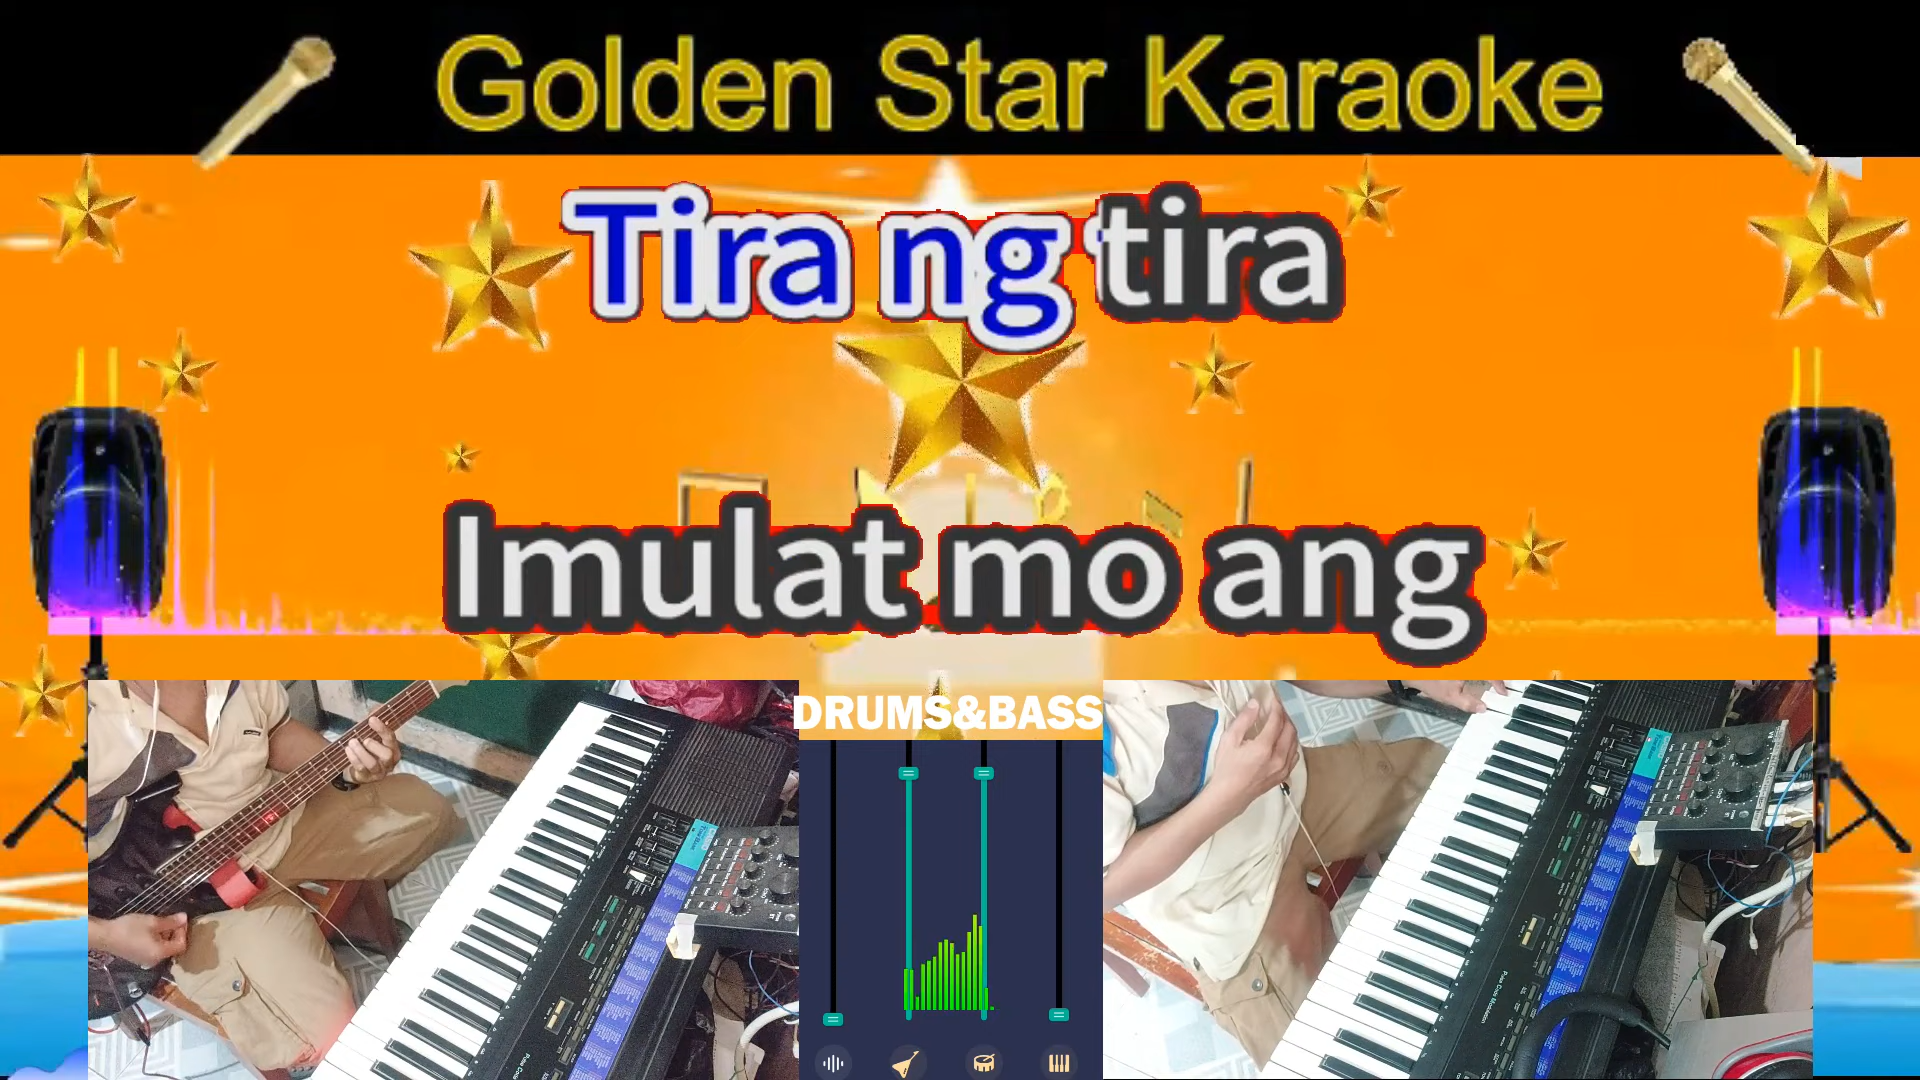 Golden Star Karaoke
Tira ng tira
Imulat mo ang
DRUMS&BASS